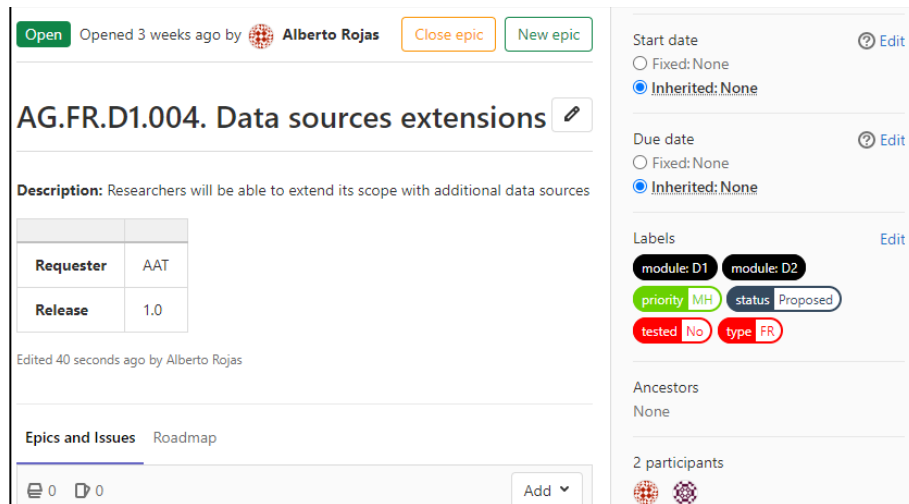 Open Opened 3 weeks ago by Alberto Rojas Close epic New epic
AG.FR.D1.004. Data sources extensions
Description: Researchers will be able to extend its scope with additional data sources
Requester AAT
Release 1.0
Edited 40 seconds ago by Alberto Rojas
Epics and Issues Roadmap
0 0 Add
Start date Edit
Fixed: None
Inherited: None
Due date Edit
Fixed: None
Inherited: None
Labels Edit
module: D1 module: D2
priority MH status Proposed
tested No type FR
Ancestors
None
2 participants